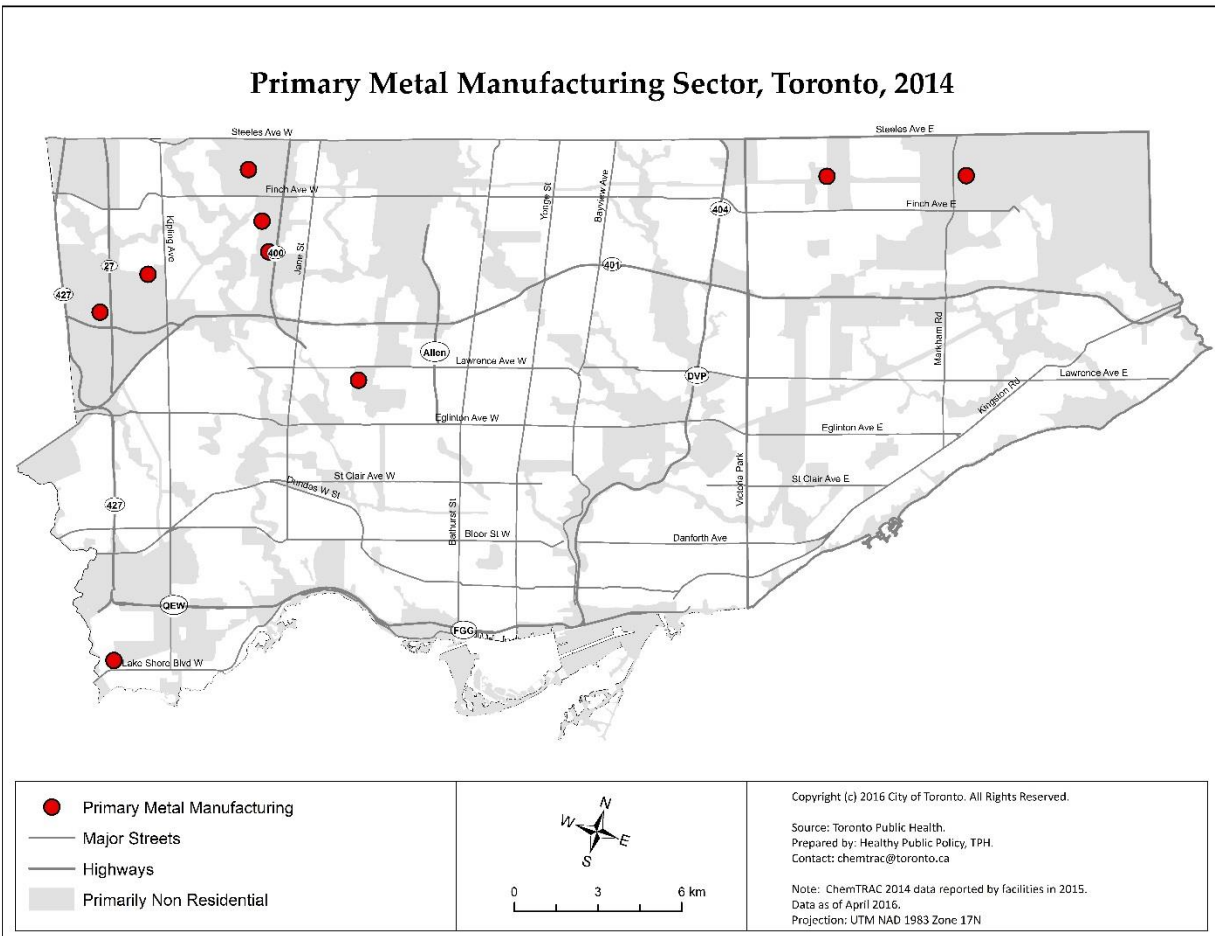 Primary Metal Manufacturing Sector, Toronto, 2014
Steeles Ave W
Steeles Ave E
Finch Ave W
Finch Ave E
Kipling Ave
Jane St
Yonge St
Bayview Ave
404
400
27
427
401
Markham Rd
Allen
Lawrence Ave W
DVP
Lawrence Ave E
Kingston Rd
Eglinton Ave W
Eglinton Ave E
St Clair Ave W
St Clair Ave E
Dundas W St
Victoria Park
427
Bathurst St
Bloor St W
Danforth Ave
QEW
FGG
Lake Shore Blvd W
Primary Metal Manufacturing
Major Streets
Highways
Primarily Non Residential
N
W
E
S
0 3 6 km
Copyright (c) 2016 City of Toronto. All Rights Reserved.
Source: Toronto Public Health.
Prepared by: Healthy Public Policy, TPH.
Contact: chemtrac@toronto.ca
Note: ChemTRAC 2014 data reported by facilities in 2015.
Data as of April 2016.
Projection: UTM NAD 1983 Zone 17N